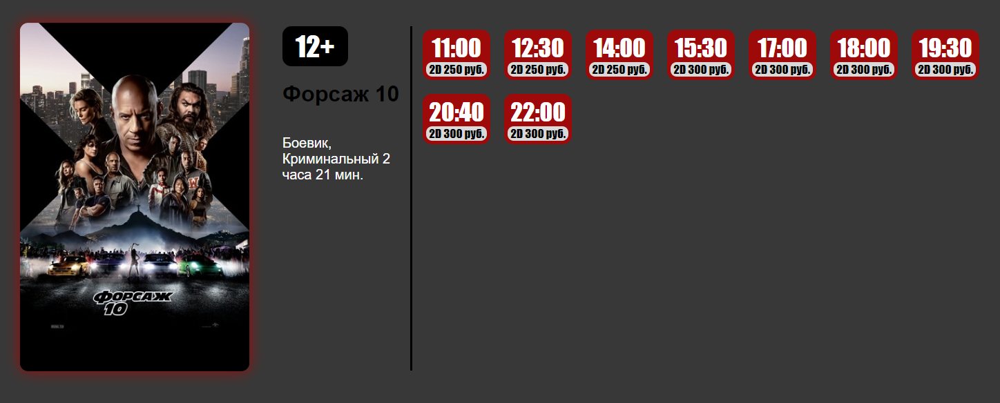 12+
Форсаж 10
Боевик,
Криминальный 2
часа 21 мин.
11:00
2D 250 руб.
12:30
2D 250 руб.
14:00
2D 250 руб.
15:30
2D 300 руб.
17:00
2D 300 руб.
18:00
2D 300 руб.
19:30
2D 300 руб.
20:40
2D 300 руб.
22:00
2D 300 руб.
ФОРСАЖ
10